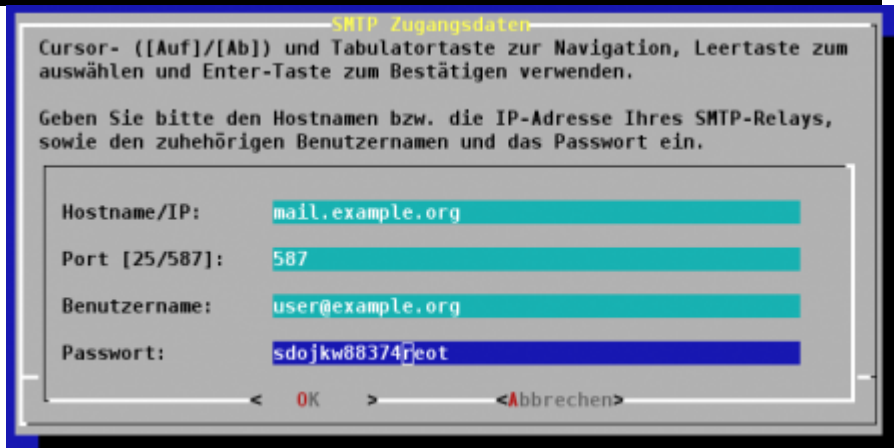 SMTP Zugangsdaten
Cursor- ([Auf]/[Ab]) und Tabulatortaste zur Navigation, Leertaste zum
auswählen und Enter-Taste zum Bestätigen verwenden.
Geben Sie bitte den Hostnamen bzw. die IP-Adresse Ihres SMTP-Relays,
sowie den zuhehörigen Benutzernamen und das Passwort ein.
Hostname/IP: mail.example.org
Port [25/587]: 587
Benutzername: user@example.org
Passwort: sdojkw88374reot
< OK > <Abbrechen>